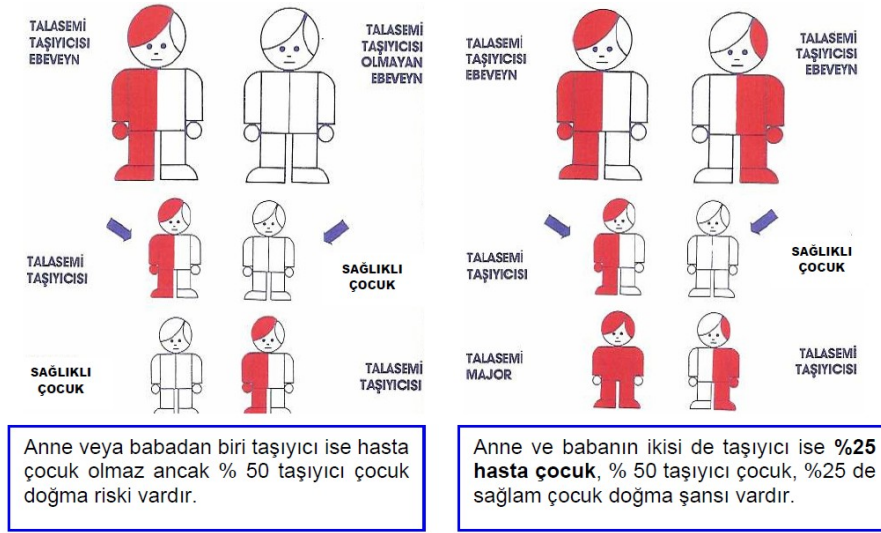 TALASEMİ
TAŞIYICISI
EBEVEYN
TALASEMİ
TAŞIYICISI
OLMAYAN
EBEVEYN
TALASEMİ
TAŞIYICISI
SAĞLIKLI
ÇOCUK
SAĞLIKLI
ÇOCUK
TALASEMİ
TAŞIYICISI
Anne veya babadan biri taşıyıcı ise hasta
çocuk olmaz ancak % 50 taşıyıcı çocuk
doğma riski vardır.
TALASEMİ
TAŞIYICISI
EBEVEYN
TALASEMİ
TAŞIYICISI
EBEVEYN
TALASEMİ
TAŞIYICISI
SAĞLIKLI
ÇOCUK
TALASEMİ
MAJOR
TALASEMİ
TAŞIYICISI
Anne ve babanın ikisi de taşıyıcı ise %25
hasta çocuk, % 50 taşıyıcı çocuk, %25 de
sağlam çocuk doğma şansı vardır.